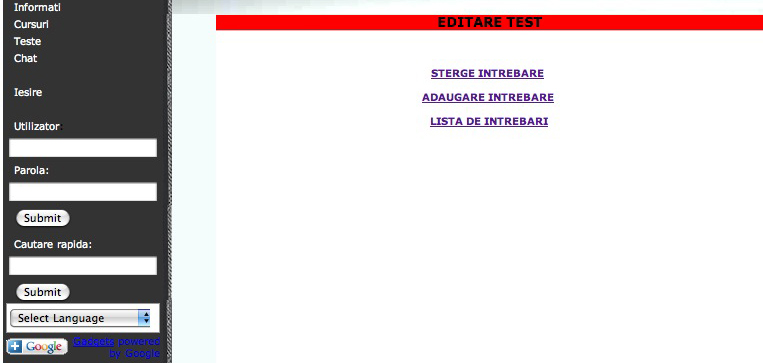 Informati
Cursuri
Teste
Chat
Iesire
Utilizator:
Parola:
Submit
Cautare rapida:
Submit
Select Language
Google
Gadgets powered
by Google
EDITARE TEST
STERGE INTREBARE
ADAUGARE INTREBARE
LISTA DE INTREBARI